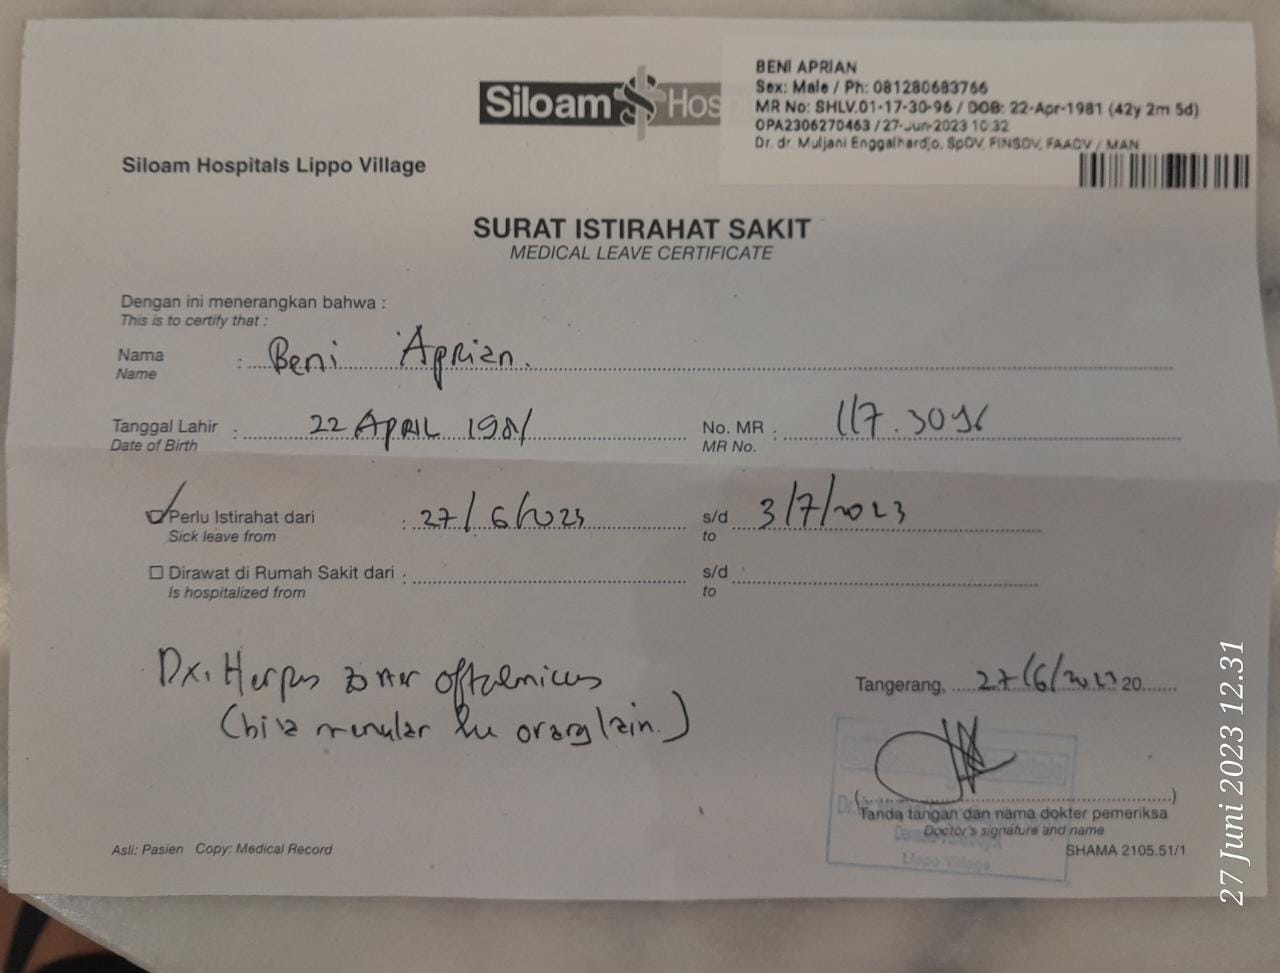 Siloam Hosp
BENI APRIAN
Sex: Male / Ph: 081280683766
MR No: SHLV.01-17-30-96 / DOB: 22-Apr-1981 (42y 2m 5d)
OPA2306270463 / 27-Jun-2023 10:32
Dr. dr. Muljani Enggalhardjo, SpDV, FINSDV, FAADV / MAN
Siloam Hospitals Lippo Village
SURAT ISTIRAHAT SAKIT
MEDICAL LEAVE CERTIFICATE
Dengan ini menerangkan bahwa :
This is to certify that :
Nama : Beni Aprian.
Name
Tanggal Lahir : 22 APRIL 1981 No. MR : 117.3096
Date of Birth MR No.
Perlu Istirahat dari : 27/6/2023 s/d 3/7/2023
Sick leave from to
Dirawat di Rumah Sakit dari : s/d
Is hospitalized from to
Dx. Herpes zoster oftalmicus
(bisa menular ke orang lain.)
Tangerang, 27/6/2023 20
Tanda tangan dan nama dokter pemeriksa
Doctor's signature and name
Lippo Village
SHAMA 2105.51/1
Asli: Pasien Copy: Medical Record
27 Juni 2023 12.31